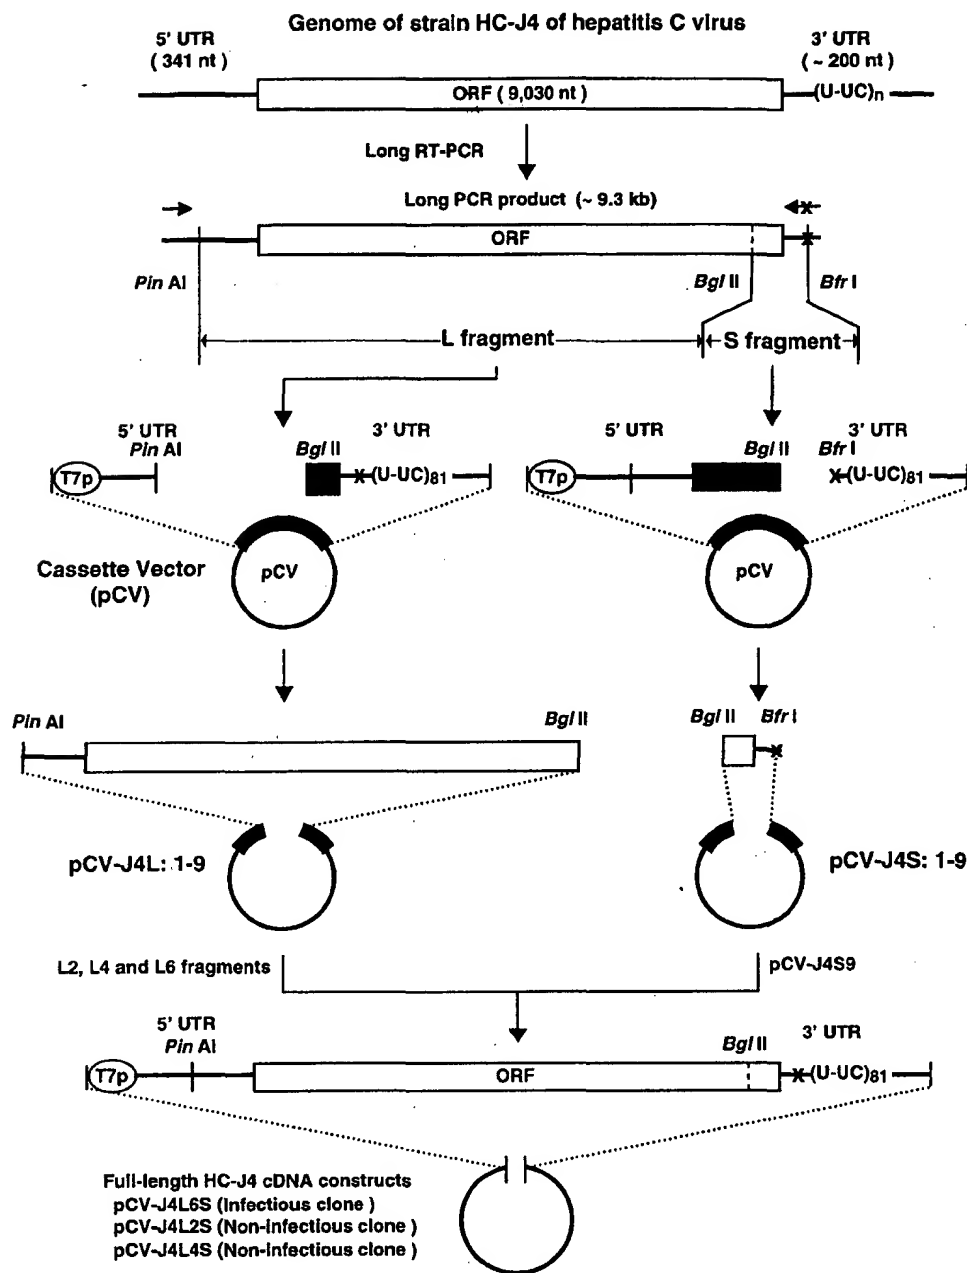 Genome of strain HC-J4 of hepatitis C virus
5' UTR
( 341 nt )
3' UTR
( ~ 200 nt )
ORF ( 9,030 nt )
(U-UC)n
Long RT-PCR
Long PCR product (~ 9.3 kb)
ORF
Pin AI
Bgl II
Bfr I
L fragment
S fragment
5' UTR
Pin AI
Bgl II
3' UTR
5' UTR
Bgl II
Bfr I
3' UTR
T7p
(U-UC)81
T7p
(U-UC)81
Cassette Vector
(pCV)
pCV
pCV
Pin AI
Bgl II
Bgl II
Bfr I
pCV-J4L: 1-9
pCV-J4S: 1-9
L2, L4 and L6 fragments
pCV-J4S9
5' UTR
Pin AI
Bgl II
3' UTR
T7p
ORF
(U-UC)81
Full-length HC-J4 cDNA constructs
pCV-J4L6S (Infectious clone )
pCV-J4L2S (Non-infectious clone )
pCV-J4L4S (Non-infectious clone )